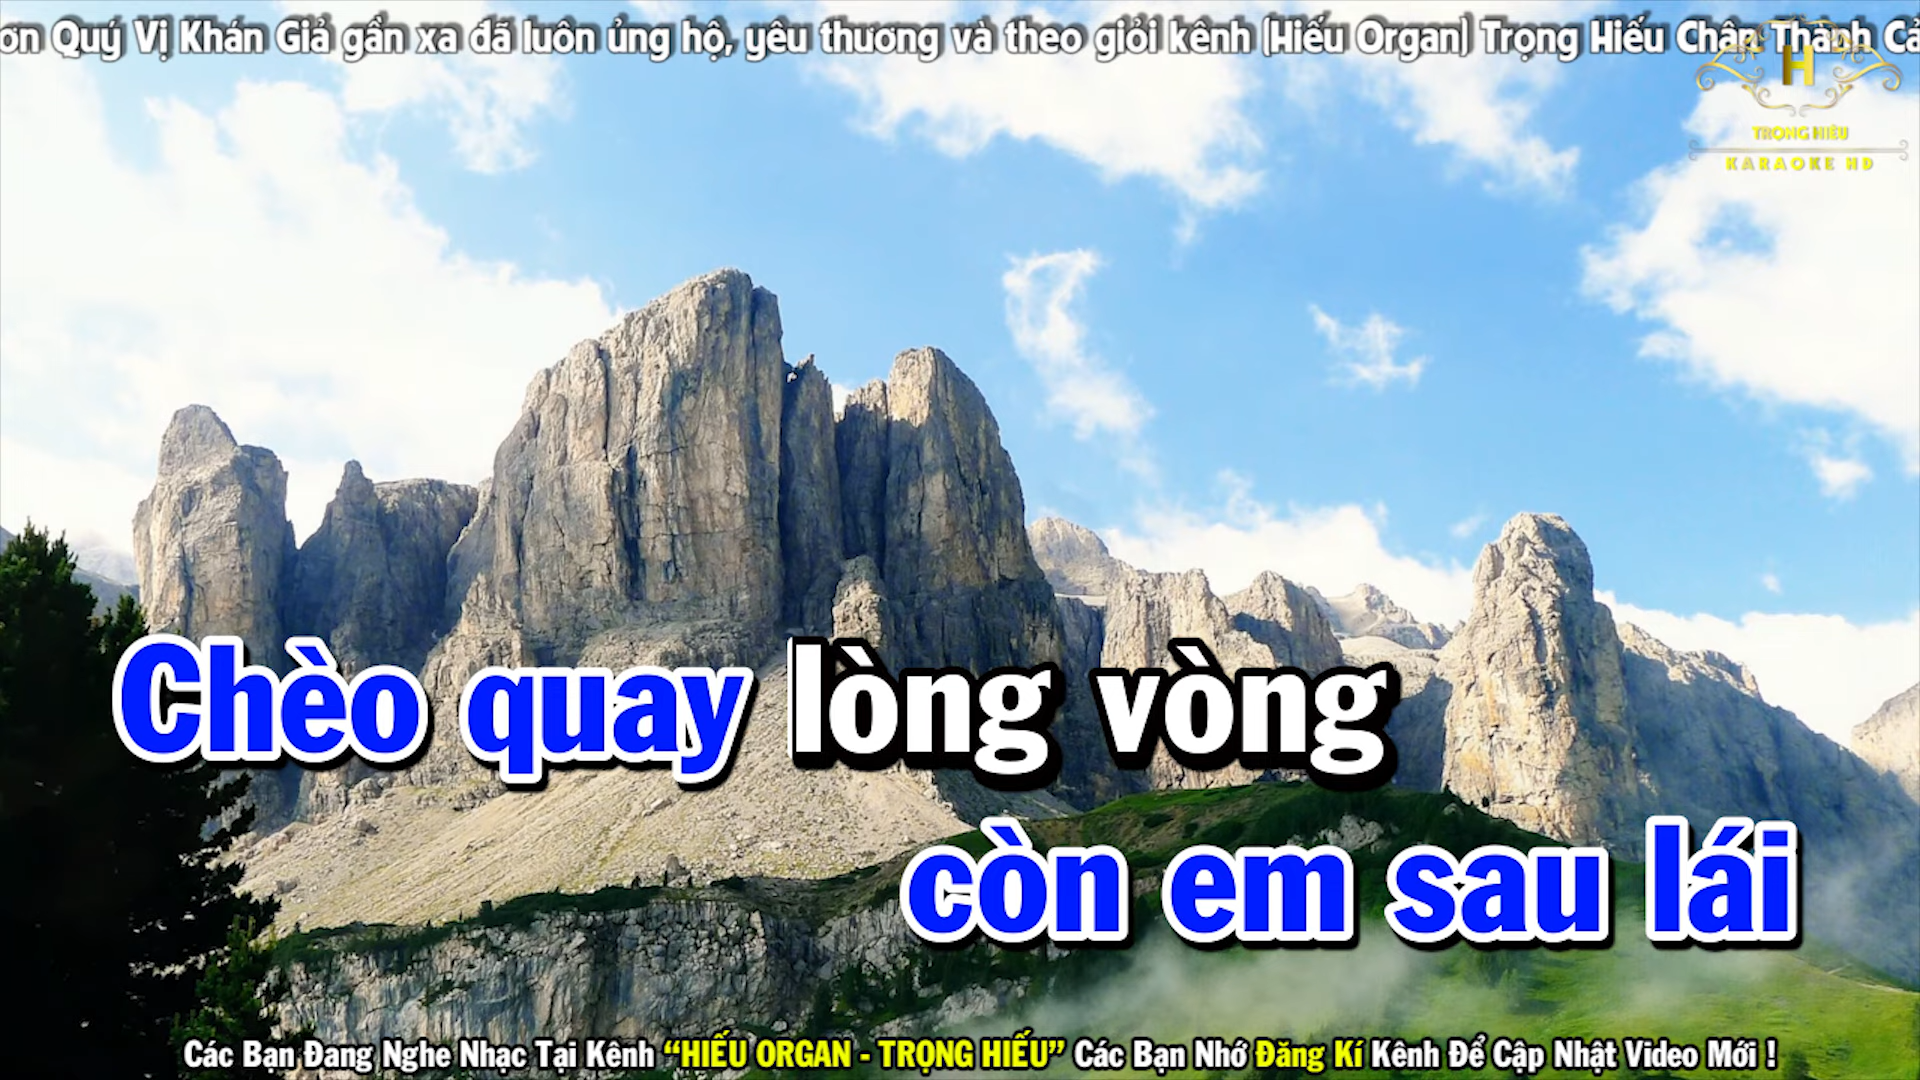 ơn Quý Vị Khán Giả gần xa đã luôn ủng hộ, yêu thương và theo giỏi kênh (Hiếu Organ) Trọng Hiếu Chân Thành Cả
H
TRỌNG HIẾU
KARAOKE HD
Chèo quay lòng vòng
còn em sau lái
Các Bạn Đang Nghe Nhạc Tại Kênh “HIẾU ORGAN - TRỌNG HIẾU” Các Bạn Nhớ Đăng Kí Kênh Để Cập Nhật Video Mới !